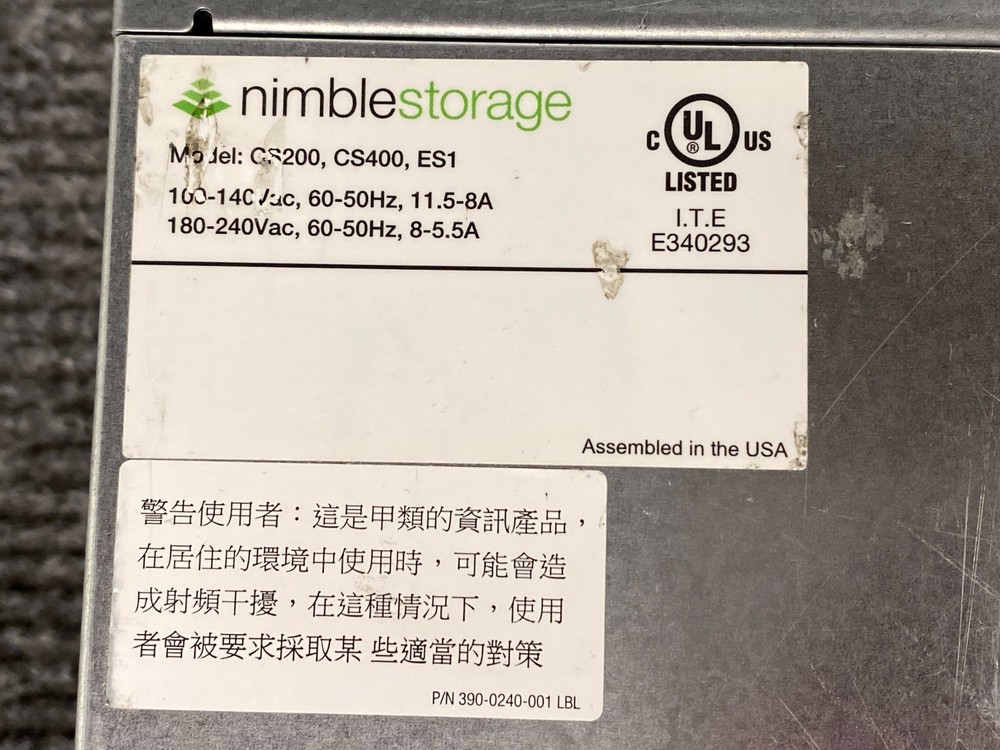 nimblestorage
Model: CS200, CS400, ES1
100-140Vac, 60-50Hz, 11.5-8A
180-240Vac, 60-50Hz, 8-5.5A
C UL ® US
LISTED
I.T.E
E340293
Assembled in the USA
警告使用者：這是甲類的資訊產品，
在居住的環境中使用時，可能會造
成射頻干擾，在這種情況下，使用
者會被要求採取某 些適當的對策
P/N 390-0240-001 LBL